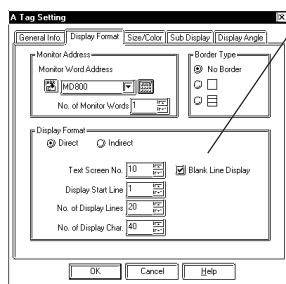 A Tag Setting
General Info. Display Format Size/Color Sub Display Display Angle
Monitor Address
Monitor Word Address
MD800
No. of Monitor Words 1
Border Type
No Border
Display Format
Direct Indirect
Text Screen No. 10 Blank Line Display
Display Start Line 1
No. of Display Lines 20
No. of Display Char. 40
OK Cancel Help